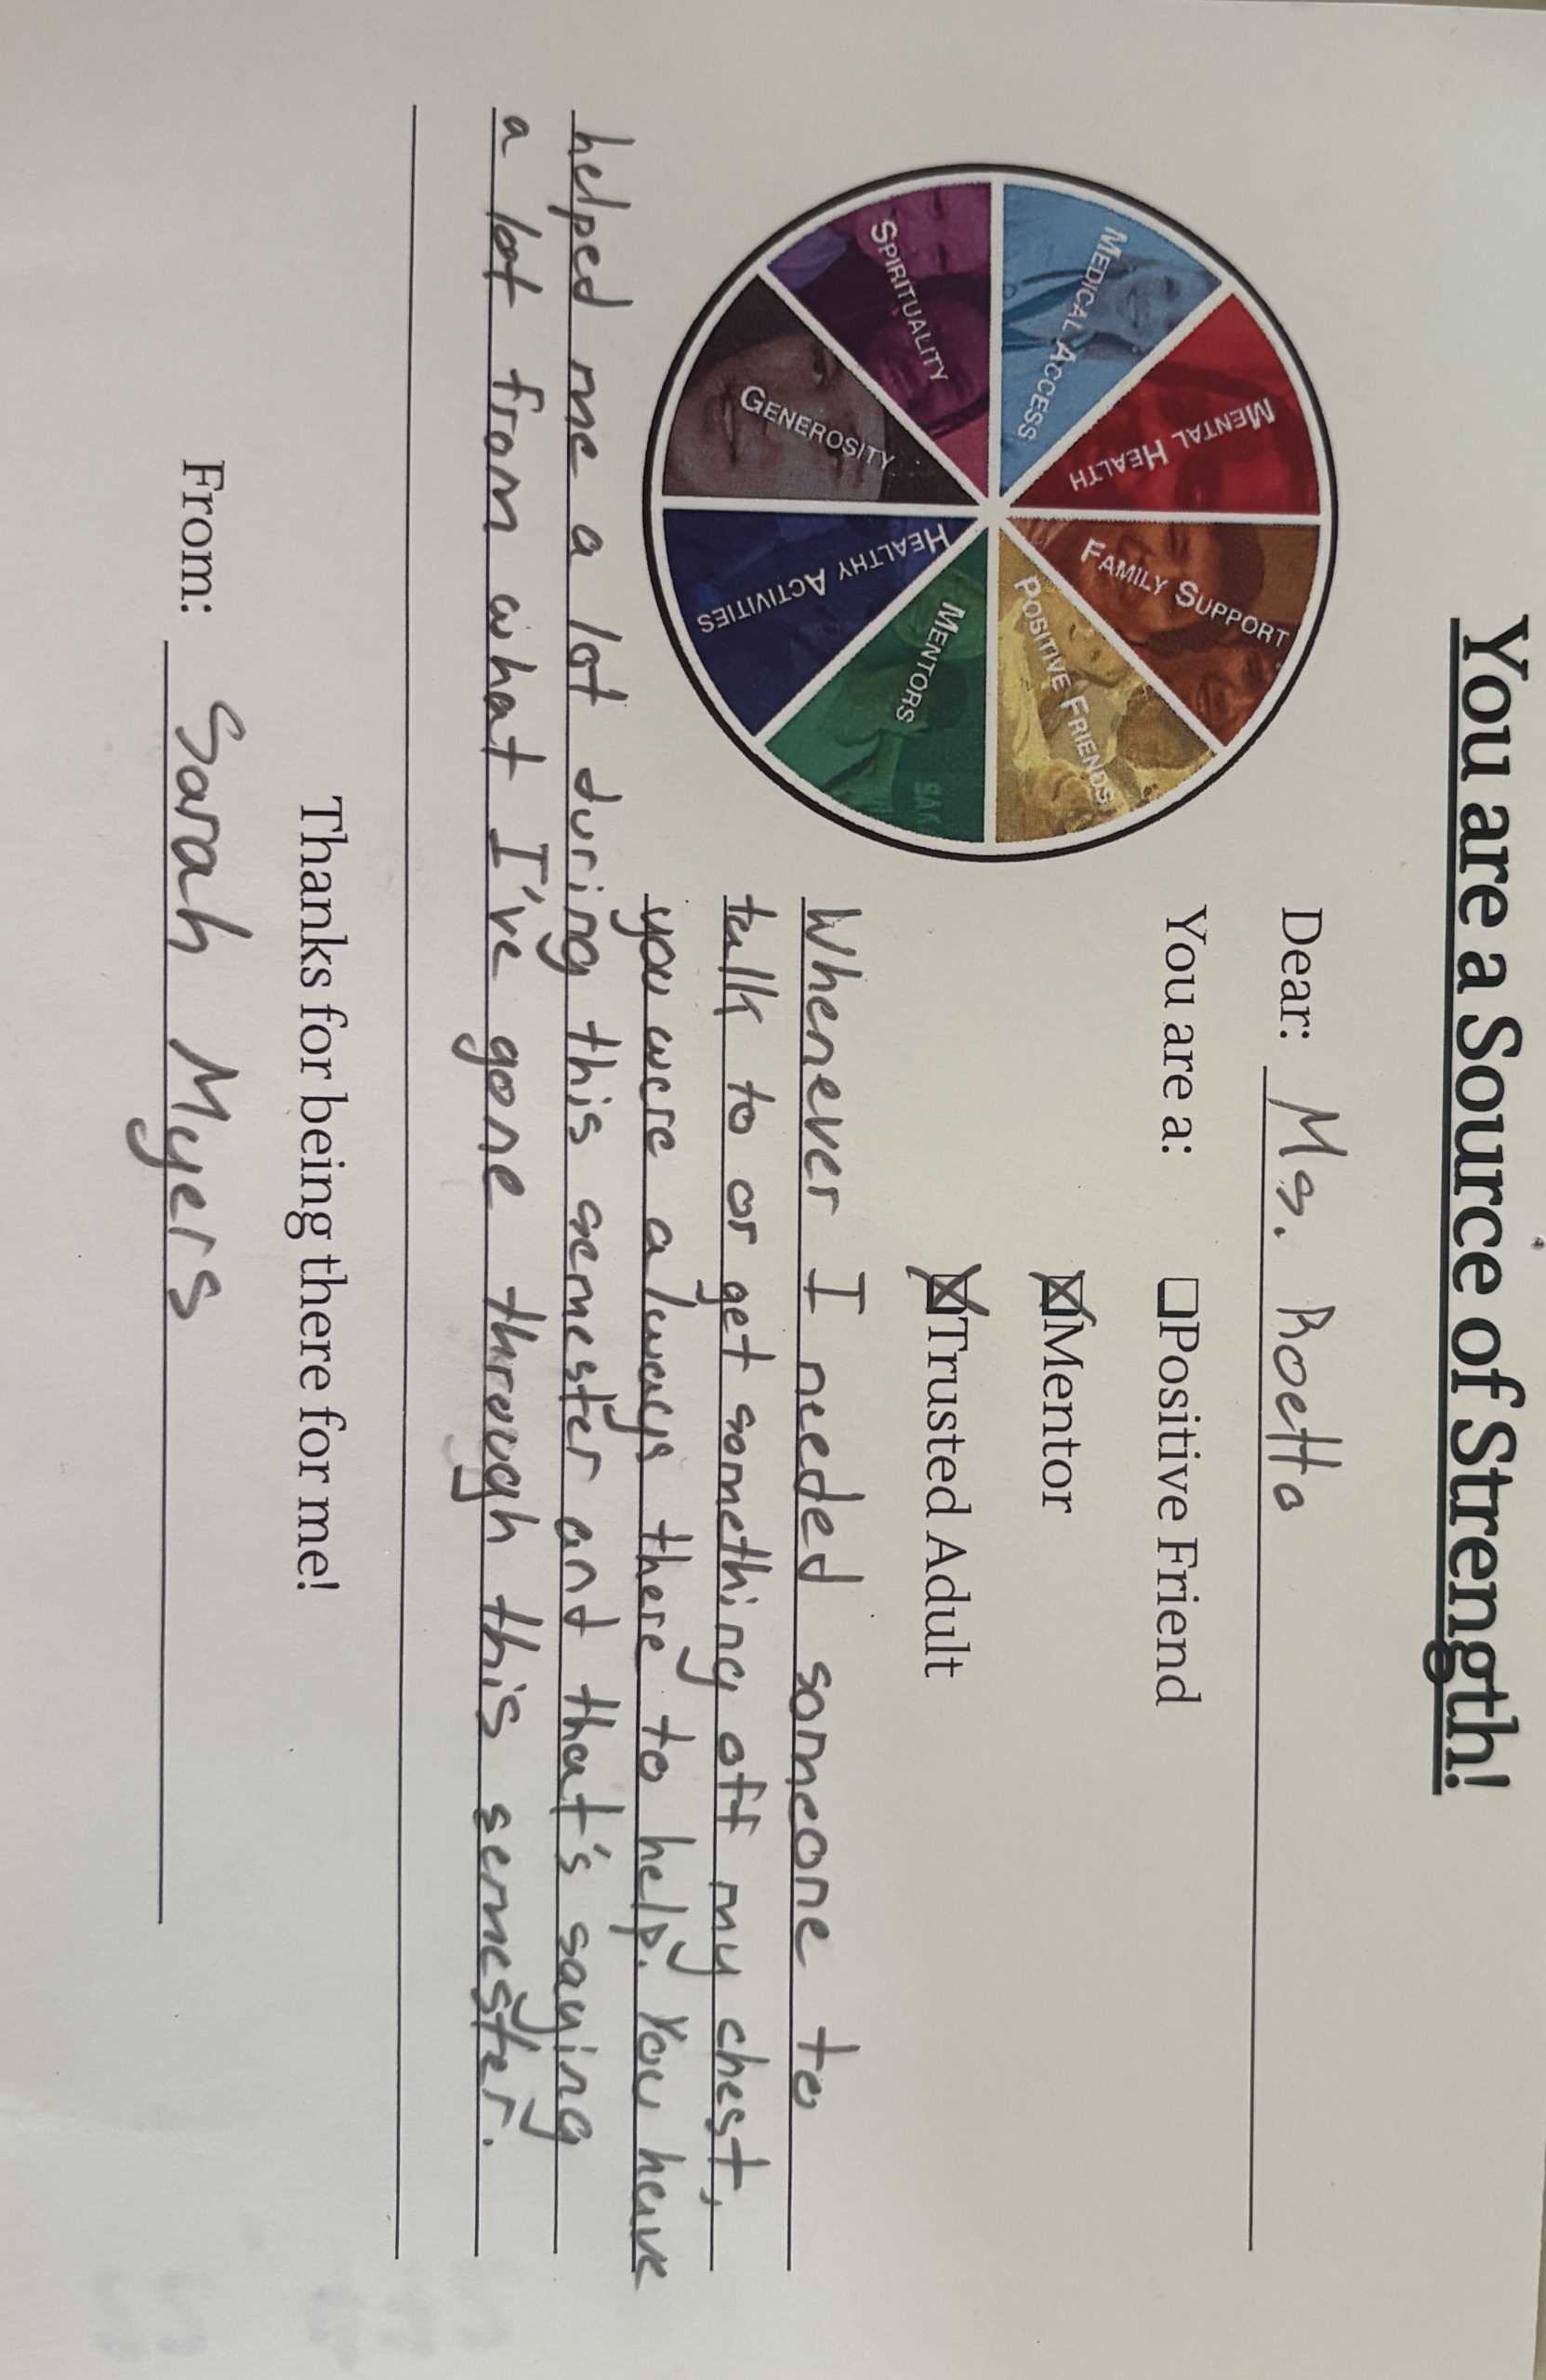 You are a Source of Strength!
Dear: Ms. Roetto
You are a: ☐Positive Friend
☒Mentor
☒Trusted Adult
MEDICAL ACCESS
MENTAL HEALTH
FAMILY SUPPORT
POSITIVE FRIENDS
MENTORS
HEALTHY ACTIVITIES
GENEROSITY
SPIRITUALITY
Whenever I needed someone to
talk to or get something off my chest,
you were always there to help. You have
helped me a lot during this semester and that's saying
a lot from what I've gone through this semester.
Thanks for being there for me!
From: Sarah Myers